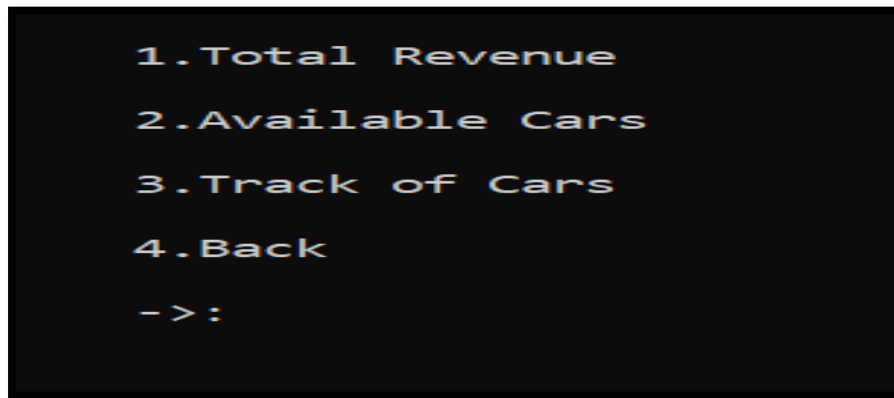 1.Total Revenue
2.Available Cars
3.Track of Cars
4.Back
->: